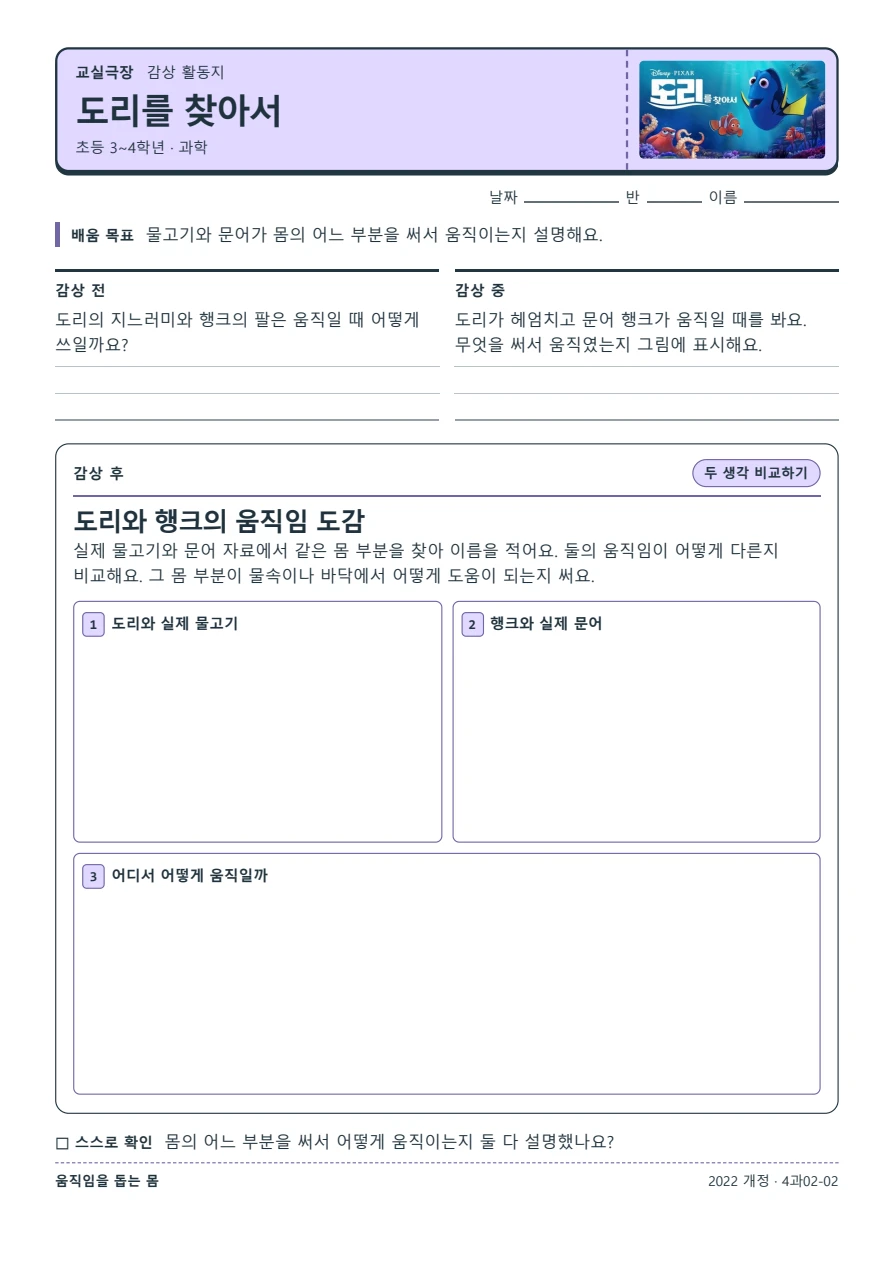 교실극장 감상 활동지
도리를 찾아서
초등 3~4학년 · 과학
Disney PIXAR
도리를 찾아서
날짜 반 이름
배움 목표 물고기와 문어가 몸의 어느 부분을 써서 움직이는지 설명해요.
감상 전
도리의 지느러미와 행크의 팔은 움직일 때 어떻게
쓰일까요?
감상 중
도리가 헤엄치고 문어 행크가 움직일 때를 봐요.
무엇을 써서 움직였는지 그림에 표시해요.
감상 후
두 생각 비교하기
도리와 행크의 움직임 도감
실제 물고기와 문어 자료에서 같은 몸 부분을 찾아 이름을 적어요. 둘의 움직임이 어떻게 다른지
비교해요. 그 몸 부분이 물속이나 바닥에서 어떻게 도움이 되는지 써요.
1 도리와 실제 물고기
2 행크와 실제 문어
3 어디서 어떻게 움직일까
□ 스스로 확인 몸의 어느 부분을 써서 어떻게 움직이는지 둘 다 설명했나요?
움직임을 돕는 몸
2022 개정 · 4과02-02